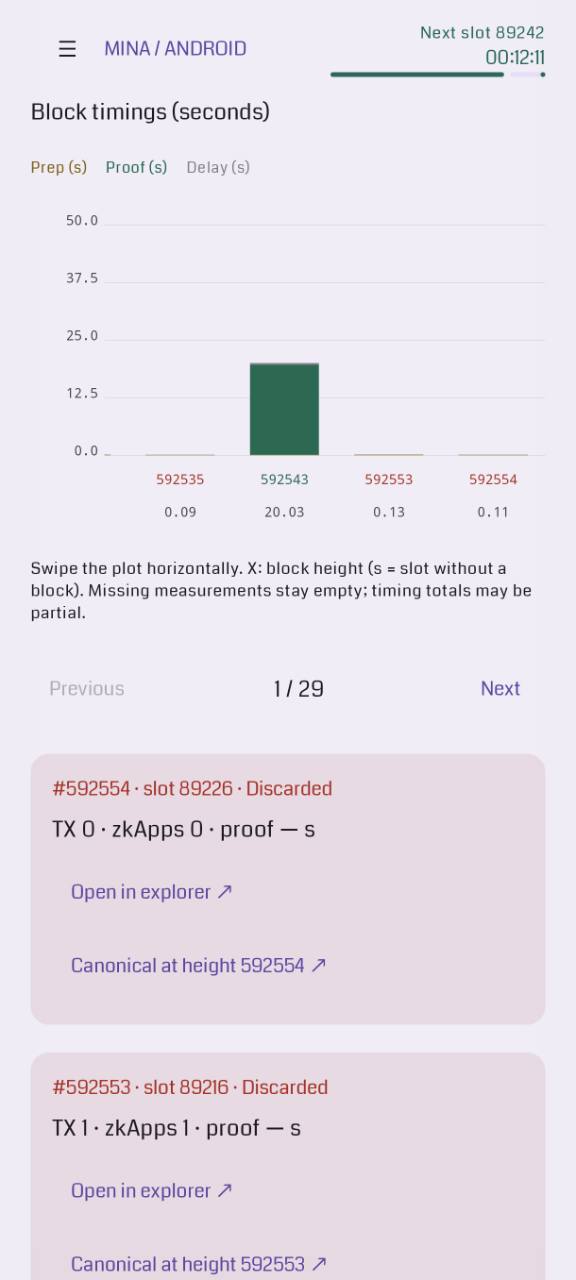 ☰ MINA / ANDROID
Next slot 89242
00:12:11
Block timings (seconds)
Prep (s) Proof (s) Delay (s)
50.0
37.5
25.0
12.5
0.0
592535 592543 592553 592554
0.09 20.03 0.13 0.11
Swipe the plot horizontally. X: block height (s = slot without a
block). Missing measurements stay empty; timing totals may be
partial.
Previous 1 / 29 Next
#592554 · slot 89226 · Discarded
TX 0 · zkApps 0 · proof — s
Open in explorer ↗
Canonical at height 592554 ↗
#592553 · slot 89216 · Discarded
TX 1 · zkApps 1 · proof — s
Open in explorer ↗
Canonical at height 592553 ↗